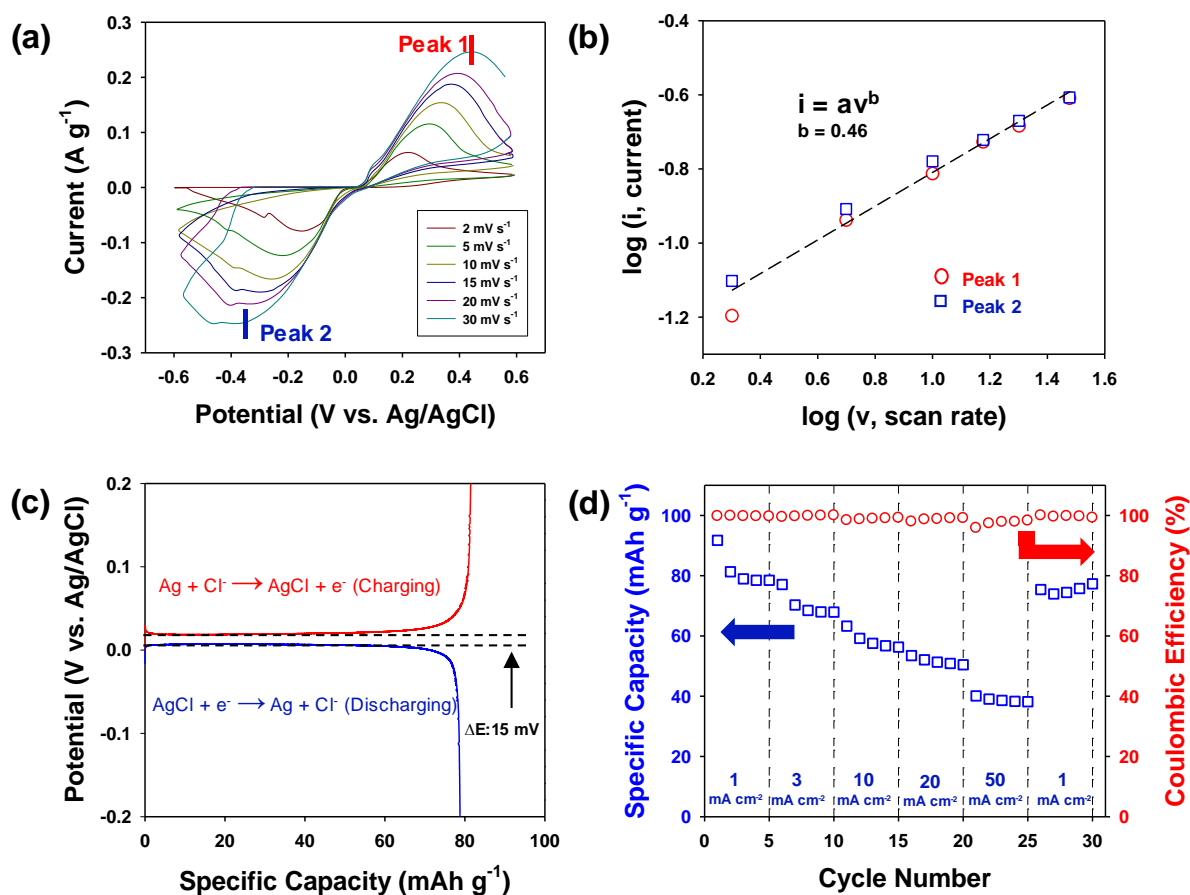 (a)
Peak 1
Peak 2
0.3
0.2
0.1
0.0
-0.1
-0.2
-0.3
Current (A g⁻¹)
-0.6 -0.4 -0.2 0.0 0.2 0.4 0.6
Potential (V vs. Ag/AgCl)
2 mV s⁻¹
5 mV s⁻¹
10 mV s⁻¹
15 mV s⁻¹
20 mV s⁻¹
30 mV s⁻¹
(b)
i = avᵇ
b = 0.46
Peak 1
Peak 2
-0.4
-0.6
-0.8
-1.0
-1.2
log (i, current)
0.2 0.4 0.6 0.8 1.0 1.2 1.4 1.6
log (v, scan rate)
(c)
0.2
0.1
0.0
-0.1
-0.2
Potential (V vs. Ag/AgCl)
Ag + Cl⁻ → AgCl + e⁻ (Charging)
AgCl + e⁻ → Ag + Cl⁻ (Discharging)
ΔE:15 mV
0 20 40 60 80 100
Specific Capacity (mAh g⁻¹)
(d)
100
80
60
40
20
0
Specific Capacity (mAh g⁻¹)
100
80
60
40
20
0
Coulombic Efficiency (%)
1 3 10 20 50 1
mA cm⁻² mA cm⁻² mA cm⁻² mA cm⁻² mA cm⁻² mA cm⁻²
0 5 10 15 20 25 30
Cycle Number